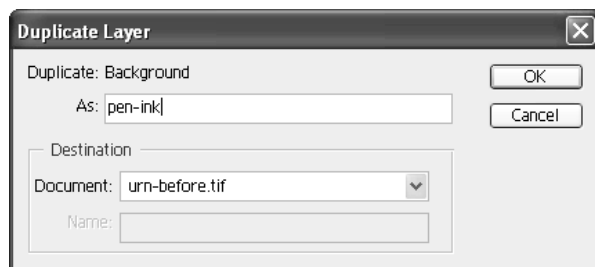 Duplicate Layer
Duplicate: Background
OK
As: pen-ink
Cancel
Destination
Document: urn-before.tif
Name: